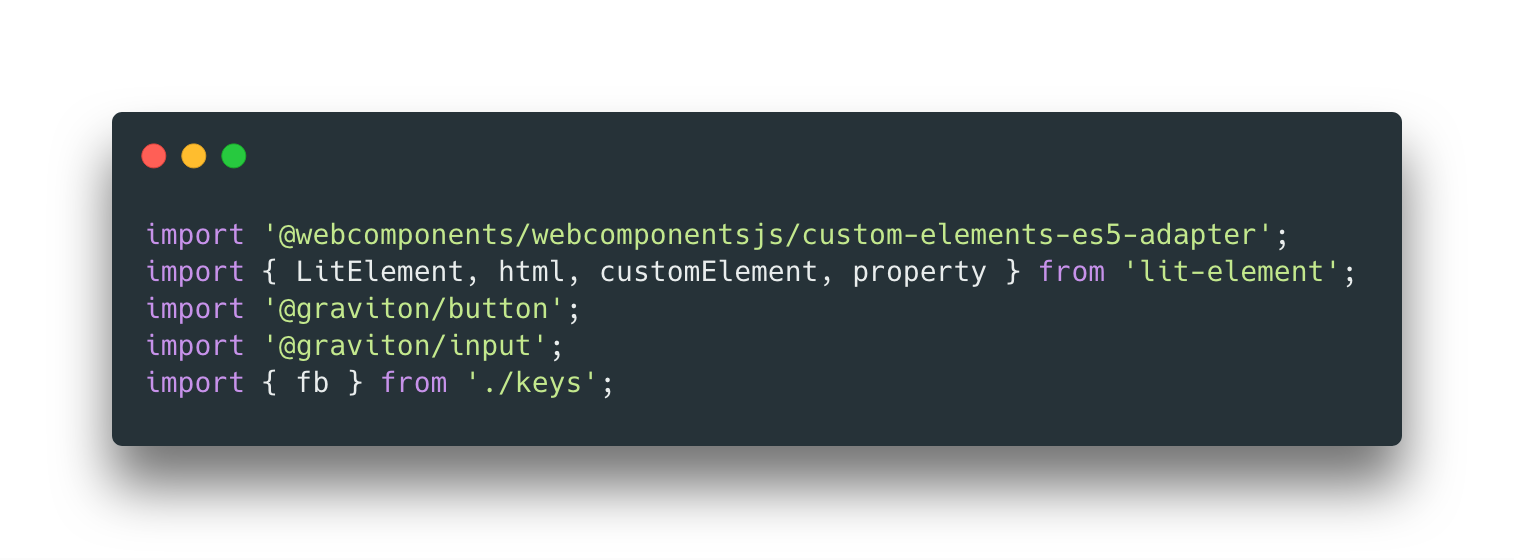 import '@webcomponents/webcomponentsjs/custom-elements-es5-adapter';
import { LitElement, html, customElement, property } from 'lit-element';
import '@graviton/button';
import '@graviton/input';
import { fb } from './keys';